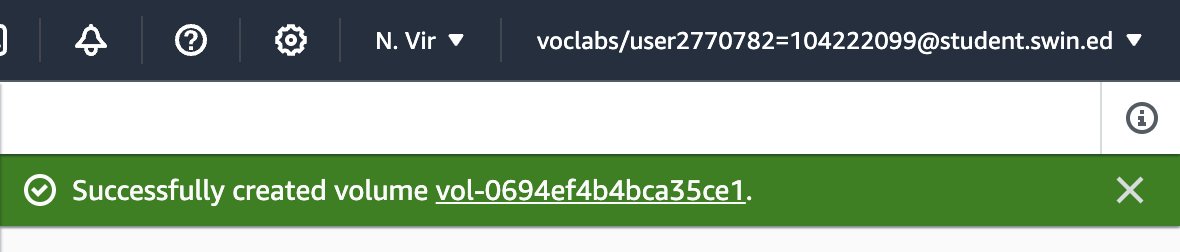 N. Vir
voclabs/user2770782=104222099@student.swin.ed
Successfully created volume vol-0694ef4b4bca35ce1.